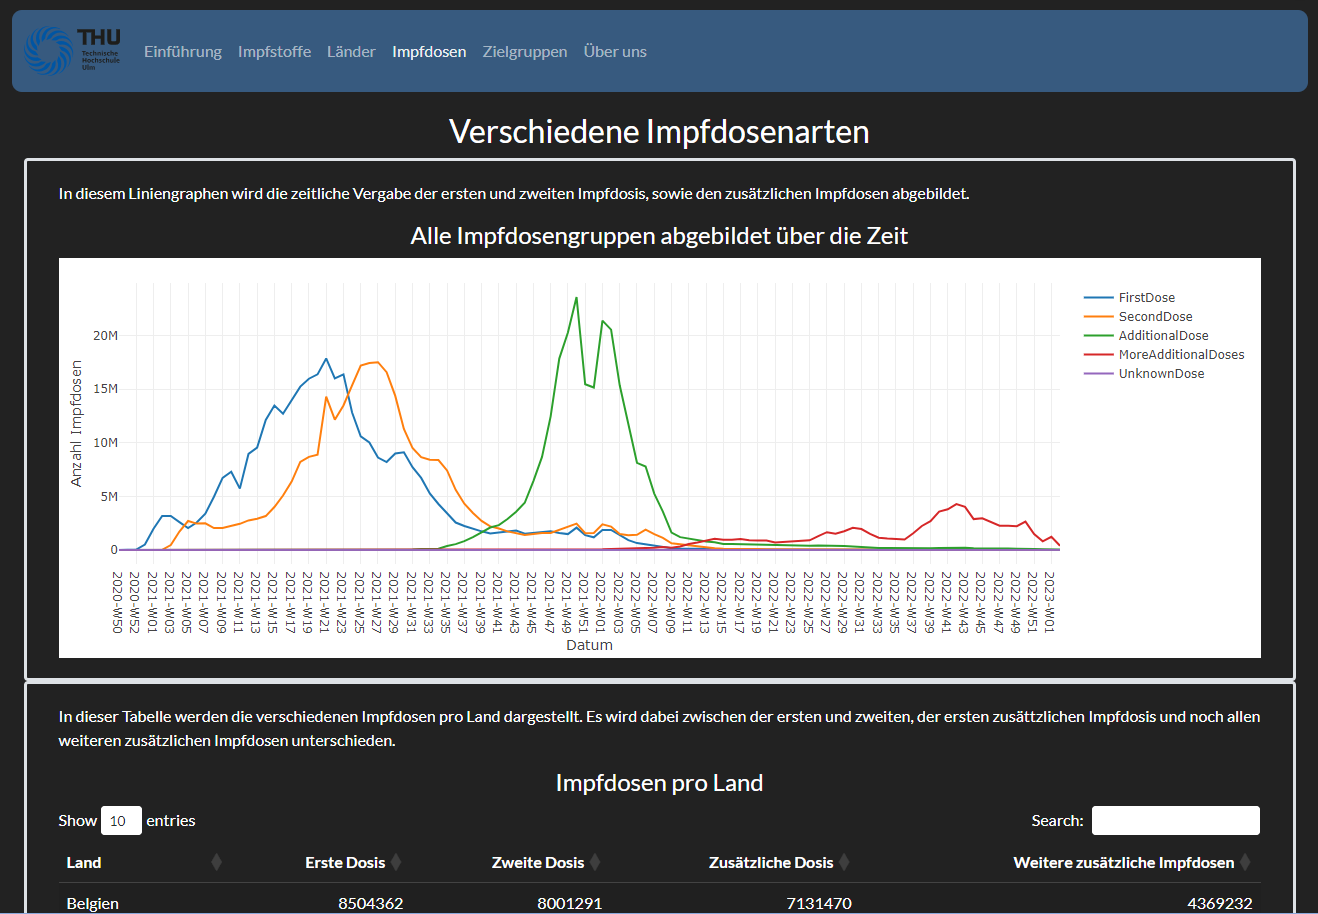 THU
Technische
Hochschule
Ulm
Einführung Impfstoffe Länder Impfdosen Zielgruppen Über uns
Verschiedene Impfdosenarten
In diesem Liniengraphen wird die zeitliche Vergabe der ersten und zweiten Impfdosis, sowie den zusätzlichen Impfdosen abgebildet.
Alle Impfdosengruppen abgebildet über die Zeit
FirstDose
SecondDose
AdditionalDose
MoreAdditionalDoses
UnknownDose
20M
15M
10M
5M
0
Anzahl Impfdosen
2020-W50
2020-W52
2021-W01
2021-W03
2021-W05
2021-W07
2021-W09
2021-W11
2021-W13
2021-W15
2021-W17
2021-W19
2021-W21
2021-W23
2021-W25
2021-W27
2021-W29
2021-W31
2021-W33
2021-W35
2021-W37
2021-W39
2021-W41
2021-W43
2021-W45
2021-W47
2021-W49
2021-W51
2022-W01
2022-W03
2022-W05
2022-W07
2022-W09
2022-W11
2022-W13
2022-W15
2022-W17
2022-W19
2022-W21
2022-W23
2022-W25
2022-W27
2022-W29
2022-W31
2022-W33
2022-W35
2022-W37
2022-W39
2022-W41
2022-W43
2022-W45
2022-W47
2022-W49
2022-W51
2023-W01
Datum
In dieser Tabelle werden die verschiedenen Impfdosen pro Land dargestellt. Es wird dabei zwischen der ersten und zweiten, der ersten zusättzlichen Impfdosis und noch allen
weiteren zusätzlichen Impfdosen unterschieden.
Impfdosen pro Land
Show 10 entries Search:
Land Erste Dosis Zweite Dosis Zusätzliche Dosis Weitere zusätzliche Impfdosen
Belgien 8504362 8001291 7131470 4369232